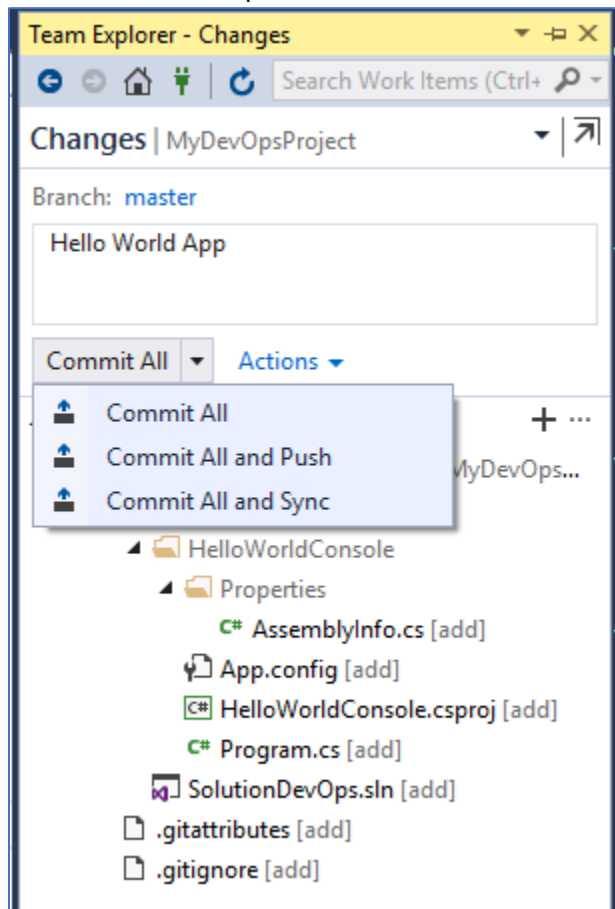 Team Explorer - Changes
Search Work Items (Ctrl+
Changes | MyDevOpsProject
Branch: master
Hello World App
Commit All Actions
Commit All
Commit All and Push
MyDevOps...
Commit All and Sync
HelloWorldConsole
Properties
C# AssemblyInfo.cs [add]
App.config [add]
C# HelloWorldConsole.csproj [add]
C# Program.cs [add]
SolutionDevOps.sln [add]
.gitattributes [add]
.gitignore [add]